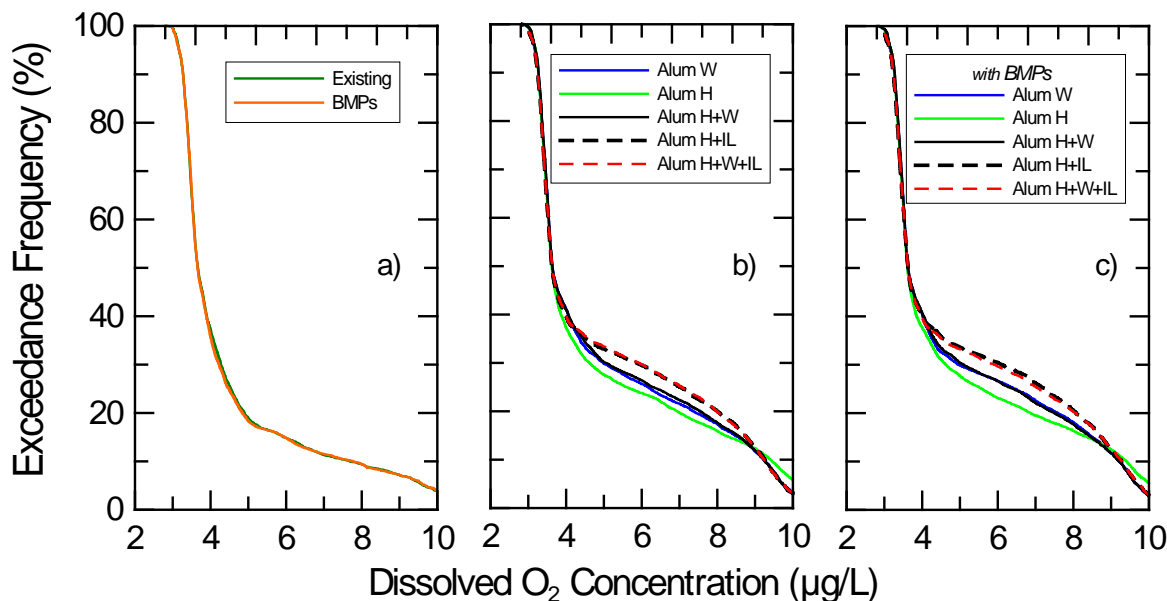 Exceedance Frequency (%)
100
80
60
40
20
0
Existing
BMPs
a)
2 4 6 8 10
Alum W
Alum H
Alum H+W
Alum H+IL
Alum H+W+IL
b)
2 4 6 8 10
with BMPs
Alum W
Alum H
Alum H+W
Alum H+IL
Alum H+W+IL
c)
2 4 6 8 10
Dissolved O₂ Concentration (µg/L)